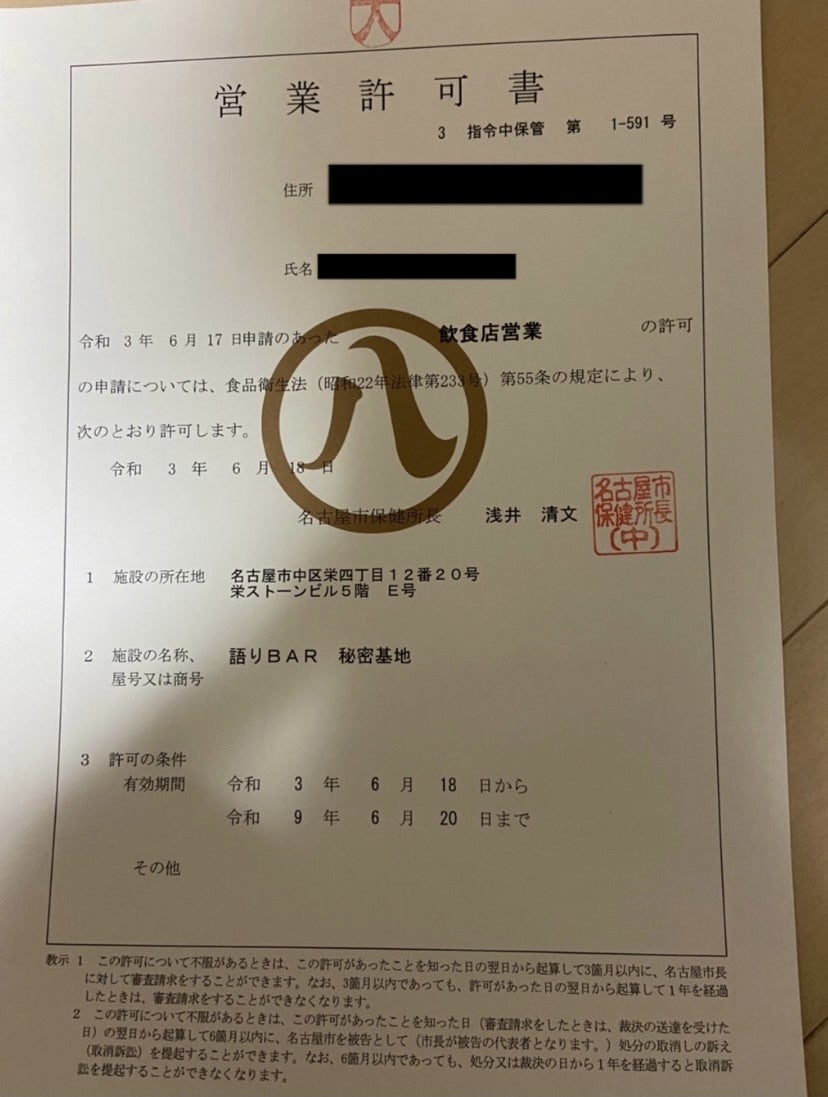 営業許可書
3 指令中保管 第 1-591 号
住所
氏名
令和 3 年 6 月 17 日申請のあった 飲食店営業 の許可
の申請については、食品衛生法(昭和22年法律第233号)第55条の規定により、
次のとおり許可します。
令和 3 年 6 月 18 日
八
名古屋市保健所長 浅井 清文
名古屋市
保健所長
(中)
1 施設の所在地 名古屋市中区栄四丁目12番20号
栄ストーンビル5階 E号
2 施設の名称、 語りBAR 秘密基地
屋号又は商号
3 許可の条件
有効期間 令和 3 年 6 月 18 日から
令和 9 年 6 月 20 日まで
その他
教示 1 この許可について不服があるときは、この許可があったことを知った日の翌日から起算して3箇月以内に、名古屋市長
に対して審査請求をすることができます。なお、3箇月以内であっても、許可があった日の翌日から起算して1年を経過
したときは、審査請求をすることができなくなります。
2 この許可について不服があるときは、この許可があったことを知った日(審査請求をしたときは、裁決の送達を受けた
日)の翌日から起算して6箇月以内に、名古屋市を被告として(市長が被告の代表者となります。)処分の取消しの訴え
(取消訴訟)を提起することができます。なお、6箇月以内であっても、処分又は裁決の日から1年を経過すると取消訴
訟を提起することができなくなります。